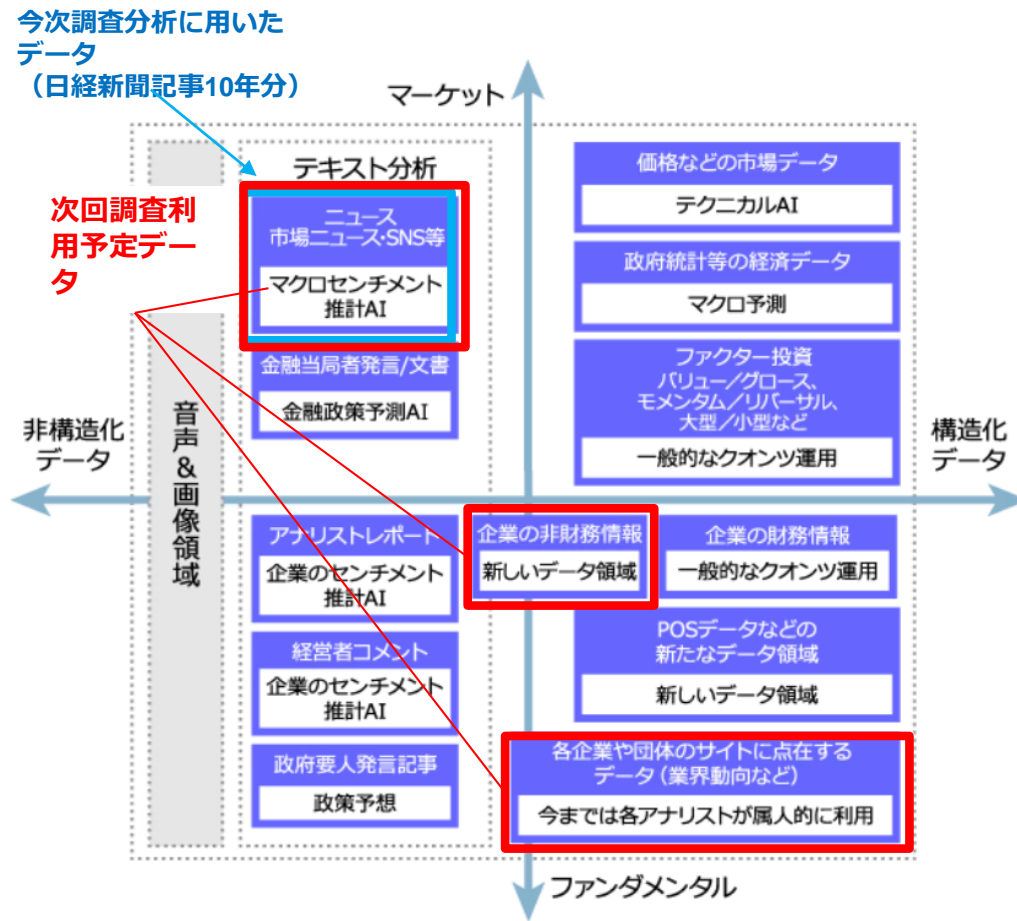 今次調査分析に用いた
データ
（日経新聞記事10年分）
マーケット
テキスト分析
次回調査利
用予定デー
タ
ニュース
市場ニュース・SNS等
マクロセンチメント
推計AI
金融当局者発言/文書
金融政策予測AI
価格などの市場データ
テクニカルAI
政府統計等の経済データ
マクロ予測
ファクター投資
バリュー／グロース、
モメンタム／リバーサル、
大型／小型など
一般的なクオンツ運用
非構造化
データ
音声&画像領域
構造化
データ
アナリストレポート
企業のセンチメント
推計AI
経営者コメント
企業のセンチメント
推計AI
政府要人発言記事
政策予想
企業の非財務情報
新しいデータ領域
企業の財務情報
一般的なクオンツ運用
POSデータなどの
新たなデータ領域
新しいデータ領域
各企業や団体のサイトに点在する
データ（業界動向など）
今までは各アナリストが属人的に利用
ファンダメンタル